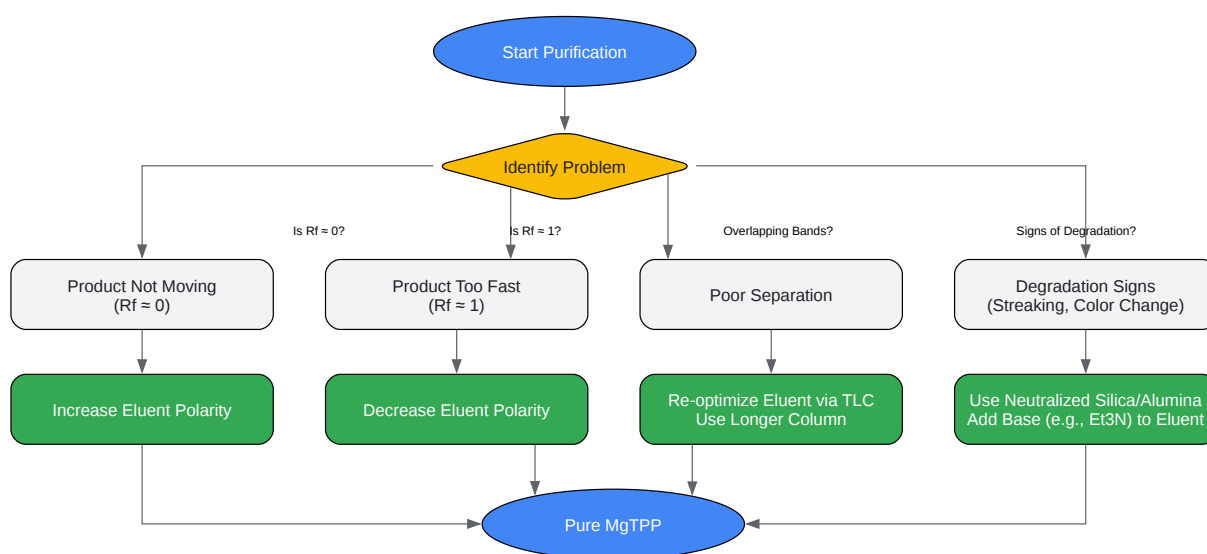 Start Purification
Identify Problem
Is Rf ≈ 0?
Is Rf ≈ 1?
Overlapping Bands?
Signs of Degradation?
Product Not Moving
(Rf ≈ 0)
Product Too Fast
(Rf ≈ 1)
Poor Separation
Degradation Signs
(Streaking, Color Change)
Increase Eluent Polarity
Decrease Eluent Polarity
Re-optimize Eluent via TLC
Use Longer Column
Use Neutralized Silica/Alumina
Add Base (e.g., Et3N) to Eluent
Pure MgTPP